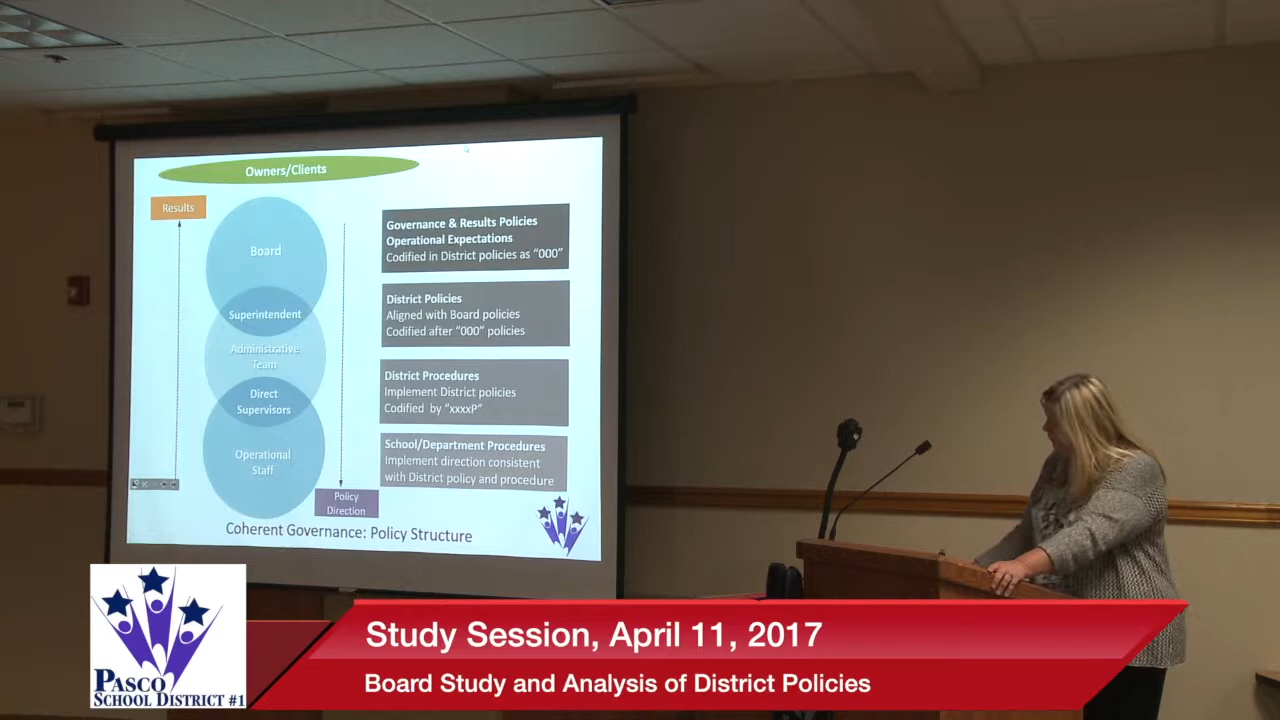 Owners/Clients
Results
Board
Superintendent
Administrative
Team
Direct
Supervisors
Operational
Staff
Policy
Direction
Governance & Results Policies
Operational Expectations
Codified in District policies as “000”
District Policies
Aligned with Board policies
Codified after “000” policies
District Procedures
Implement District policies
Codified by “xxxxP”
School/Department Procedures
Implement direction consistent
with District policy and procedure
Coherent Governance: Policy Structure
PASCO
SCHOOL DISTRICT #1
Study Session, April 11, 2017
Board Study and Analysis of District Policies